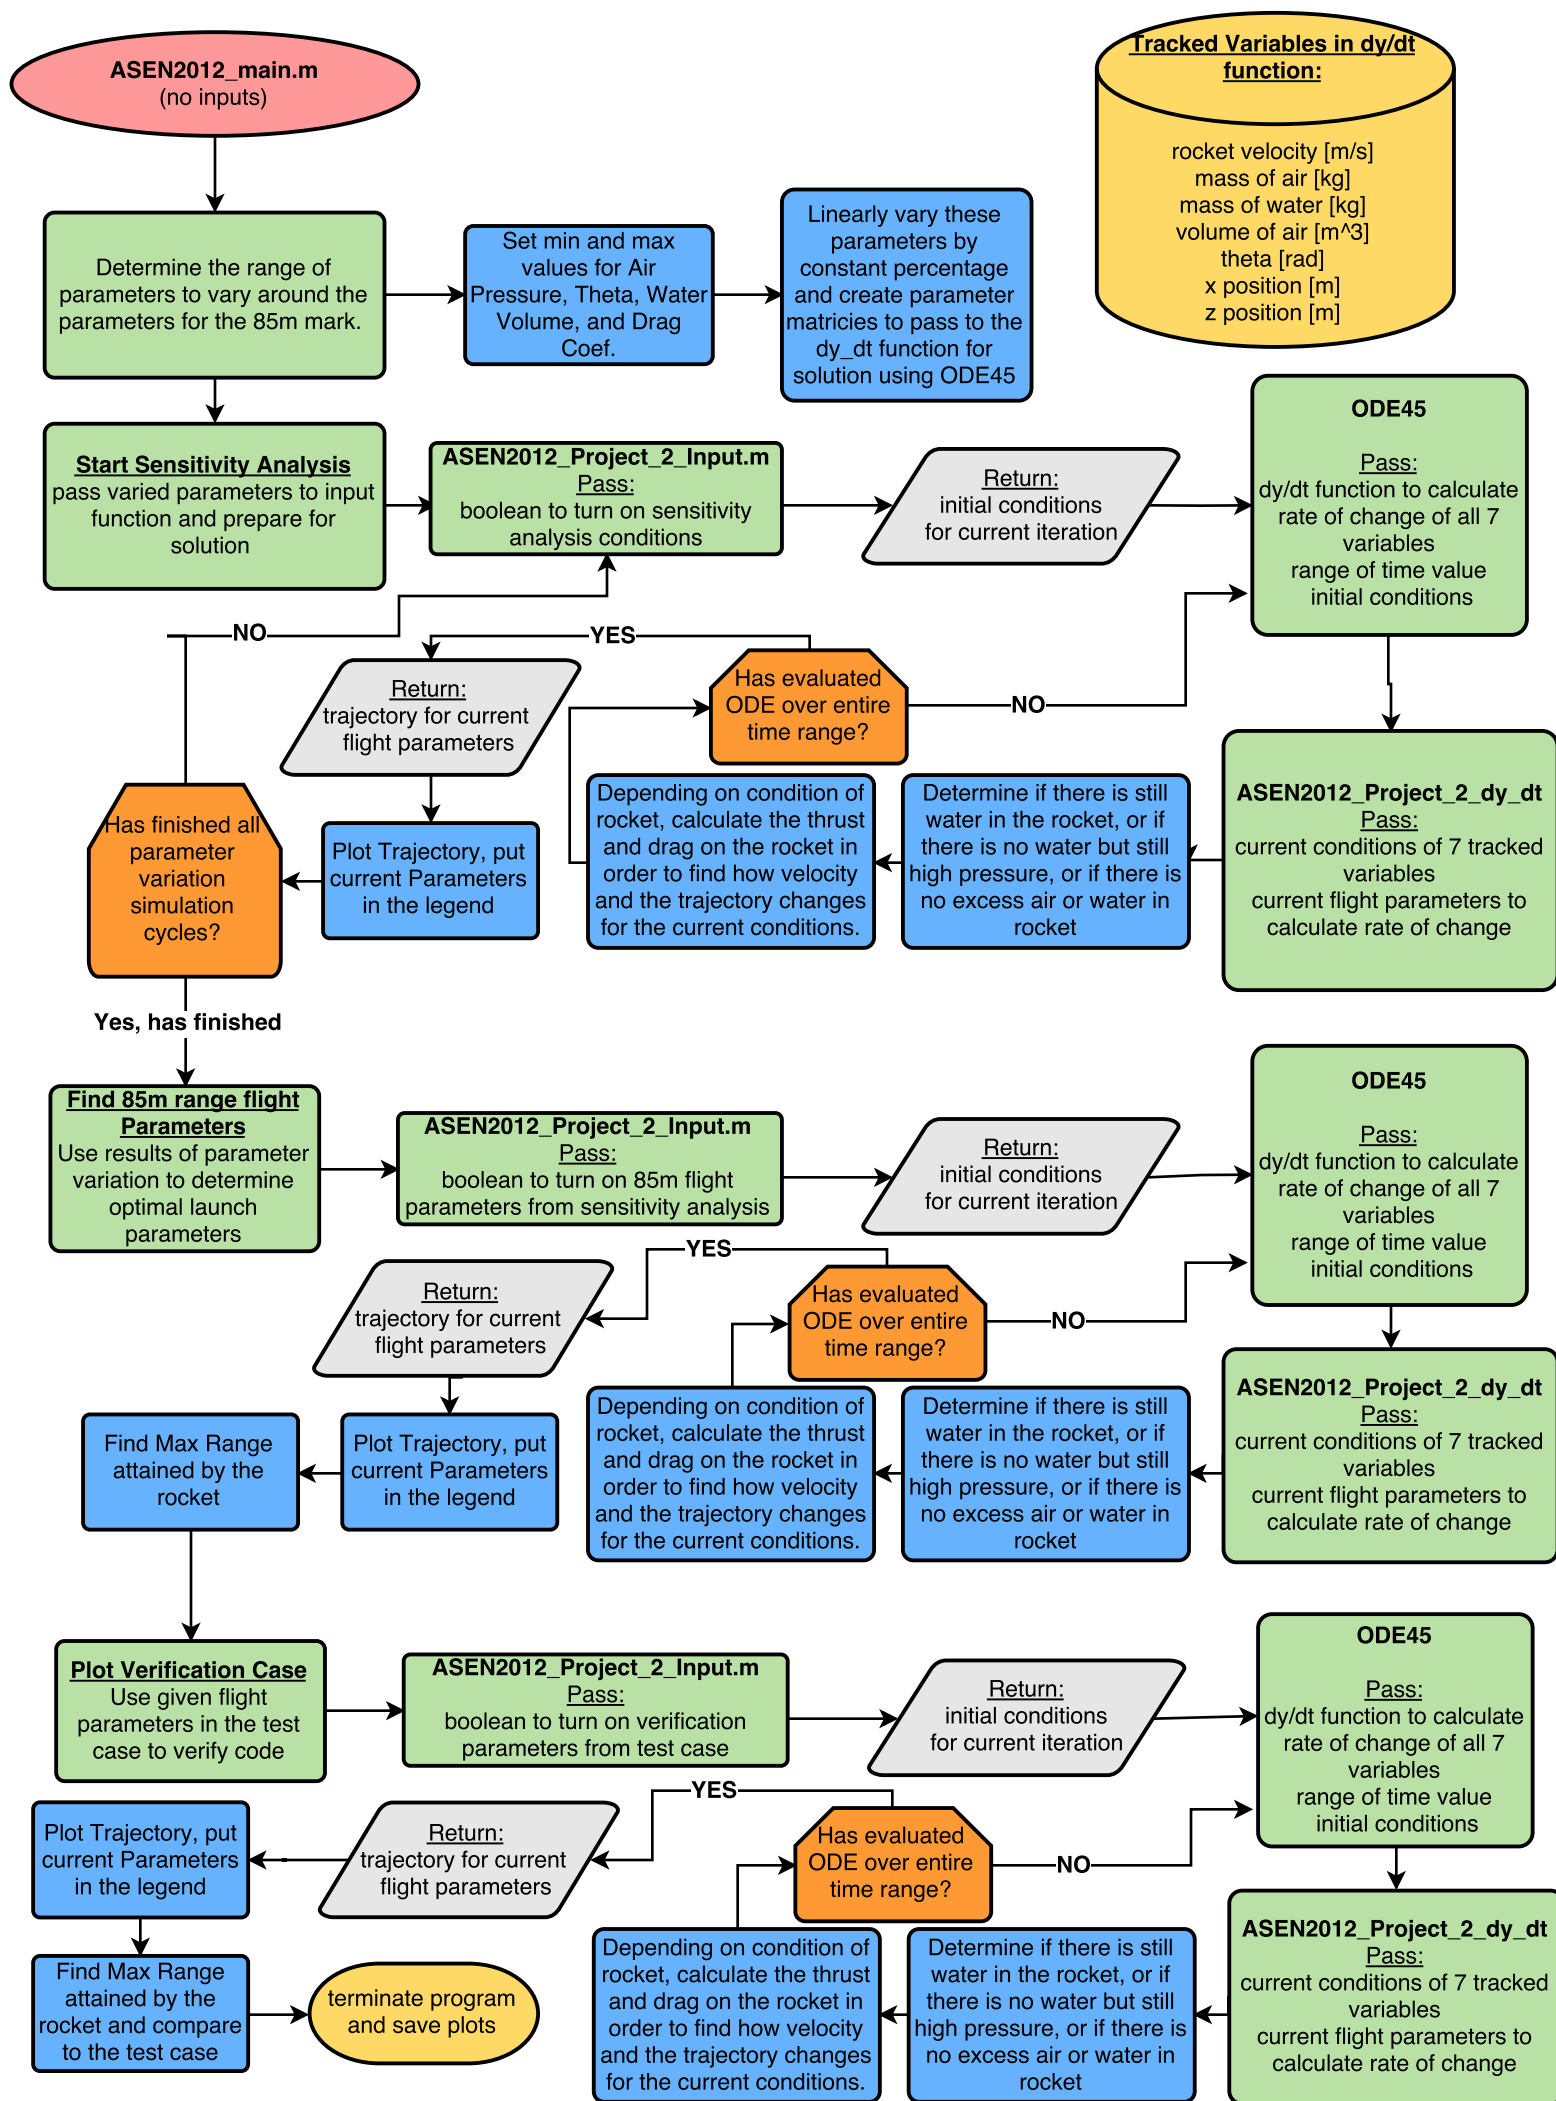 ASEN2012_main.m
(no inputs)
Tracked Variables in dy/dt
function:
rocket velocity [m/s]
mass of air [kg]
mass of water [kg]
volume of air [m^3]
theta [rad]
x position [m]
z position [m]
Determine the range of
parameters to vary around the
parameters for the 85m mark.
Set min and max
values for Air
Pressure, Theta, Water
Volume, and Drag
Coef.
Linearly vary these
parameters by
constant percentage
and create parameter
matricies to pass to the
dy_dt function for
solution using ODE45
Start Sensitivity Analysis
pass varied parameters to input
function and prepare for
solution
ASEN2012_Project_2_Input.m
Pass:
boolean to turn on sensitivity
analysis conditions
Return:
initial conditions
for current iteration
ODE45
Pass:
dy/dt function to calculate
rate of change of all 7
variables
range of time value
initial conditions
NO
YES
Return:
trajectory for current
flight parameters
Has evaluated
ODE over entire
time range?
NO
Has finished all
parameter
variation
simulation
cycles?
Plot Trajectory, put
current Parameters
in the legend
Depending on condition of
rocket, calculate the thrust
and drag on the rocket in
order to find how velocity
and the trajectory changes
for the current conditions.
Determine if there is still
water in the rocket, or if
there is no water but still
high pressure, or if there is
no excess air or water in
rocket
ASEN2012_Project_2_dy_dt
Pass:
current conditions of 7 tracked
variables
current flight parameters to
calculate rate of change
Yes, has finished
Find 85m range flight
Parameters
Use results of parameter
variation to determine
optimal launch
parameters
ASEN2012_Project_2_Input.m
Pass:
boolean to turn on 85m flight
parameters from sensitivity analysis
Return:
initial conditions
for current iteration
ODE45
Pass:
dy/dt function to calculate
rate of change of all 7
variables
range of time value
initial conditions
YES
Return:
trajectory for current
flight parameters
Has evaluated
ODE over entire
time range?
NO
Find Max Range
attained by the
rocket
Plot Trajectory, put
current Parameters
in the legend
Depending on condition of
rocket, calculate the thrust
and drag on the rocket in
order to find how velocity
and the trajectory changes
for the current conditions.
Determine if there is still
water in the rocket, or if
there is no water but still
high pressure, or if there is
no excess air or water in
rocket
ASEN2012_Project_2_dy_dt
Pass:
current conditions of 7 tracked
variables
current flight parameters to
calculate rate of change
Plot Verification Case
Use given flight
parameters in the test
case to verify code
ASEN2012_Project_2_Input.m
Pass:
boolean to turn on verification
parameters from test case
Return:
initial conditions
for current iteration
ODE45
Pass:
dy/dt function to calculate
rate of change of all 7
variables
range of time value
initial conditions
YES
Plot Trajectory, put
current Parameters
in the legend
Return:
trajectory for current
flight parameters
Has evaluated
ODE over entire
time range?
NO
Find Max Range
attained by the
rocket and compare
to the test case
terminate program
and save plots
Depending on condition of
rocket, calculate the thrust
and drag on the rocket in
order to find how velocity
and the trajectory changes
for the current conditions.
Determine if there is still
water in the rocket, or if
there is no water but still
high pressure, or if there is
no excess air or water in
rocket
ASEN2012_Project_2_dy_dt
Pass:
current conditions of 7 tracked
variables
current flight parameters to
calculate rate of change